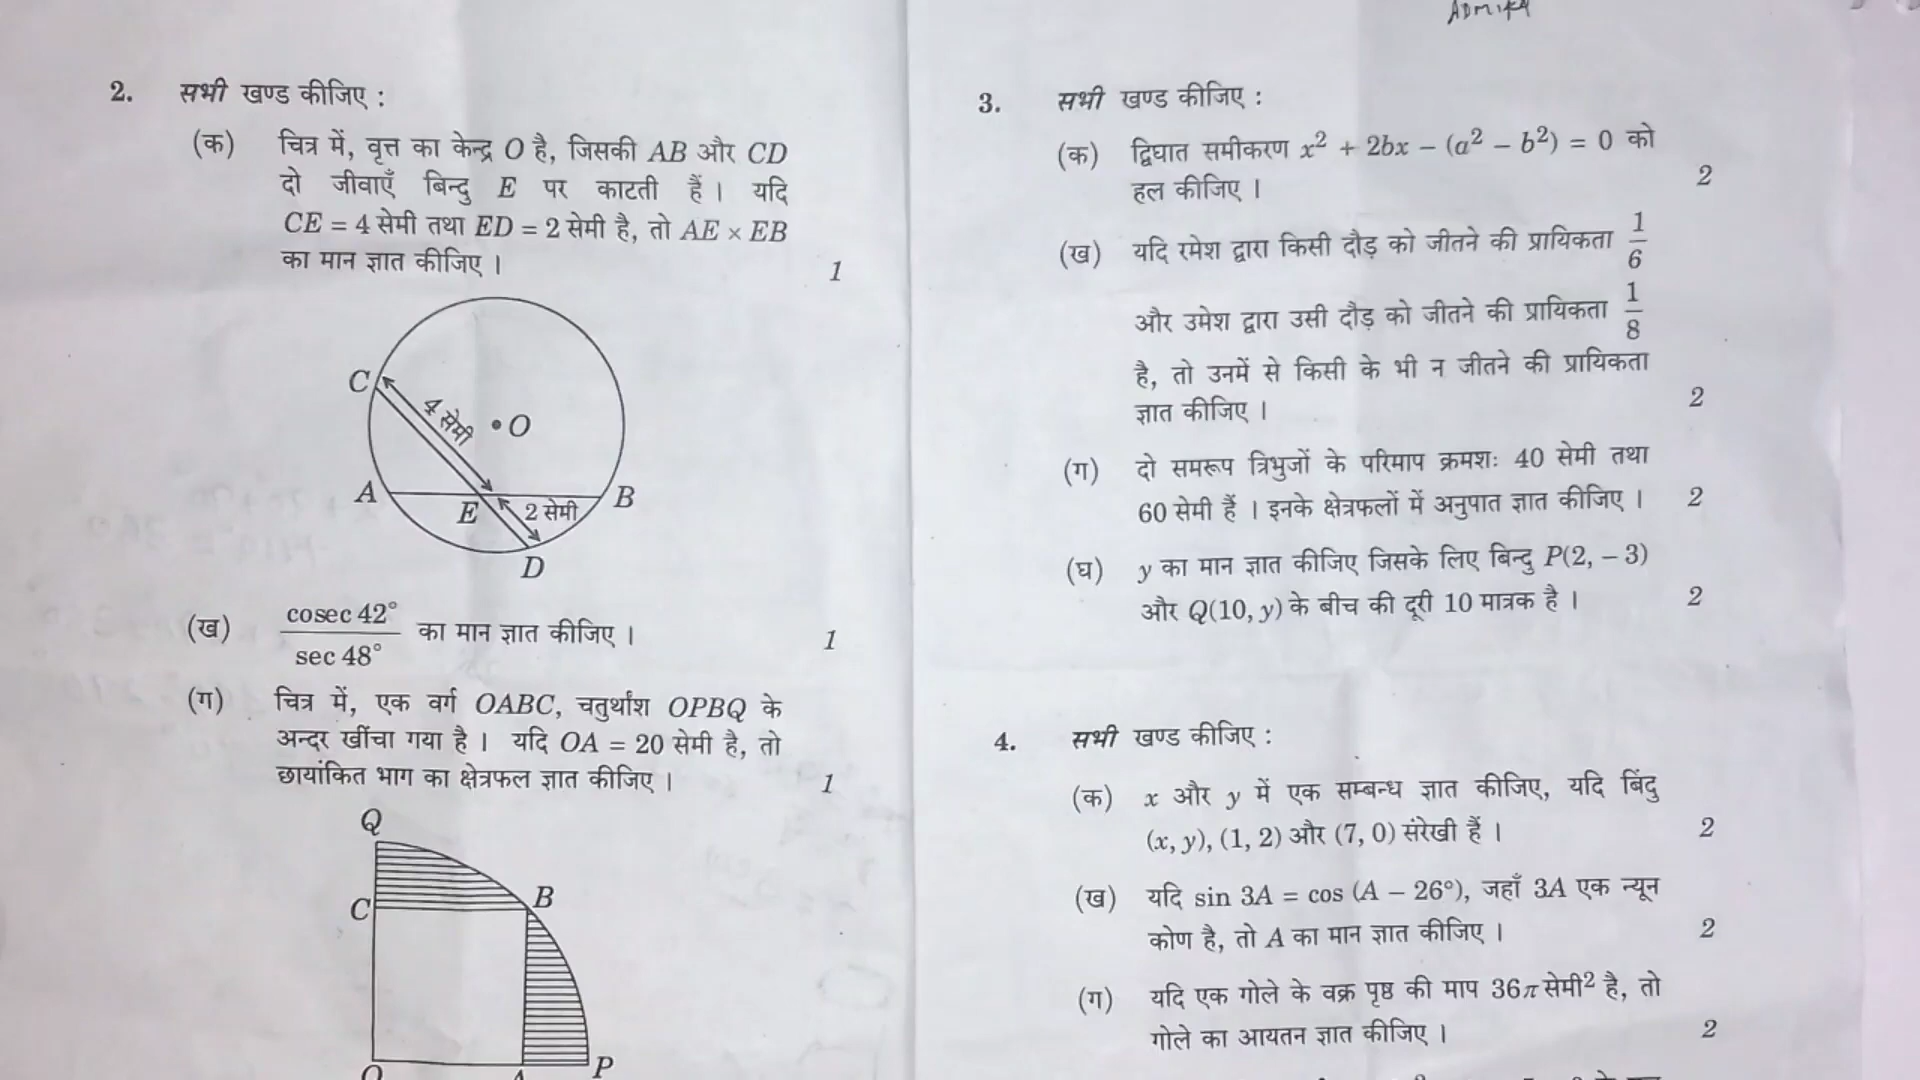 ADMIRA
2. सभी खण्ड कीजिए :
(क) चित्र में, वृत्त का केन्द्र O है, जिसकी AB और CD
दो जीवाएँ बिन्दु E पर काटती हैं । यदि
CE = 4 सेमी तथा ED = 2 सेमी है, तो AE × EB
का मान ज्ञात कीजिए । 1
C
4 सेमी
O
A
E
2 सेमी
B
D
(ख) cosec 42° / sec 48° का मान ज्ञात कीजिए । 1
(ग) चित्र में, एक वर्ग OABC, चतुर्थांश OPBQ के
अन्दर खींचा गया है । यदि OA = 20 सेमी है, तो
छायांकित भाग का क्षेत्रफल ज्ञात कीजिए । 1
Q
B
C
O
A
P
3. सभी खण्ड कीजिए :
(क) द्विघात समीकरण x² + 2bx – (a² – b²) = 0 को
हल कीजिए । 2
(ख) यदि रमेश द्वारा किसी दौड़ को जीतने की प्रायिकता 1/6
और उमेश द्वारा उसी दौड़ को जीतने की प्रायिकता 1/8
है, तो उनमें से किसी के भी न जीतने की प्रायिकता
ज्ञात कीजिए । 2
(ग) दो समरूप त्रिभुजों के परिमाप क्रमशः 40 सेमी तथा
60 सेमी हैं । इनके क्षेत्रफलों में अनुपात ज्ञात कीजिए । 2
(घ) y का मान ज्ञात कीजिए जिसके लिए बिन्दु P(2, – 3)
और Q(10, y) के बीच की दूरी 10 मात्रक है । 2
4. सभी खण्ड कीजिए :
(क) x और y में एक सम्बन्ध ज्ञात कीजिए, यदि बिंदु
(x, y), (1, 2) और (7, 0) संरेखी हैं । 2
(ख) यदि sin 3A = cos (A – 26°), जहाँ 3A एक न्यून
कोण है, तो A का मान ज्ञात कीजिए । 2
(ग) यदि एक गोले के वक्र पृष्ठ की माप 36π सेमी² है, तो
गोले का आयतन ज्ञात कीजिए । 2